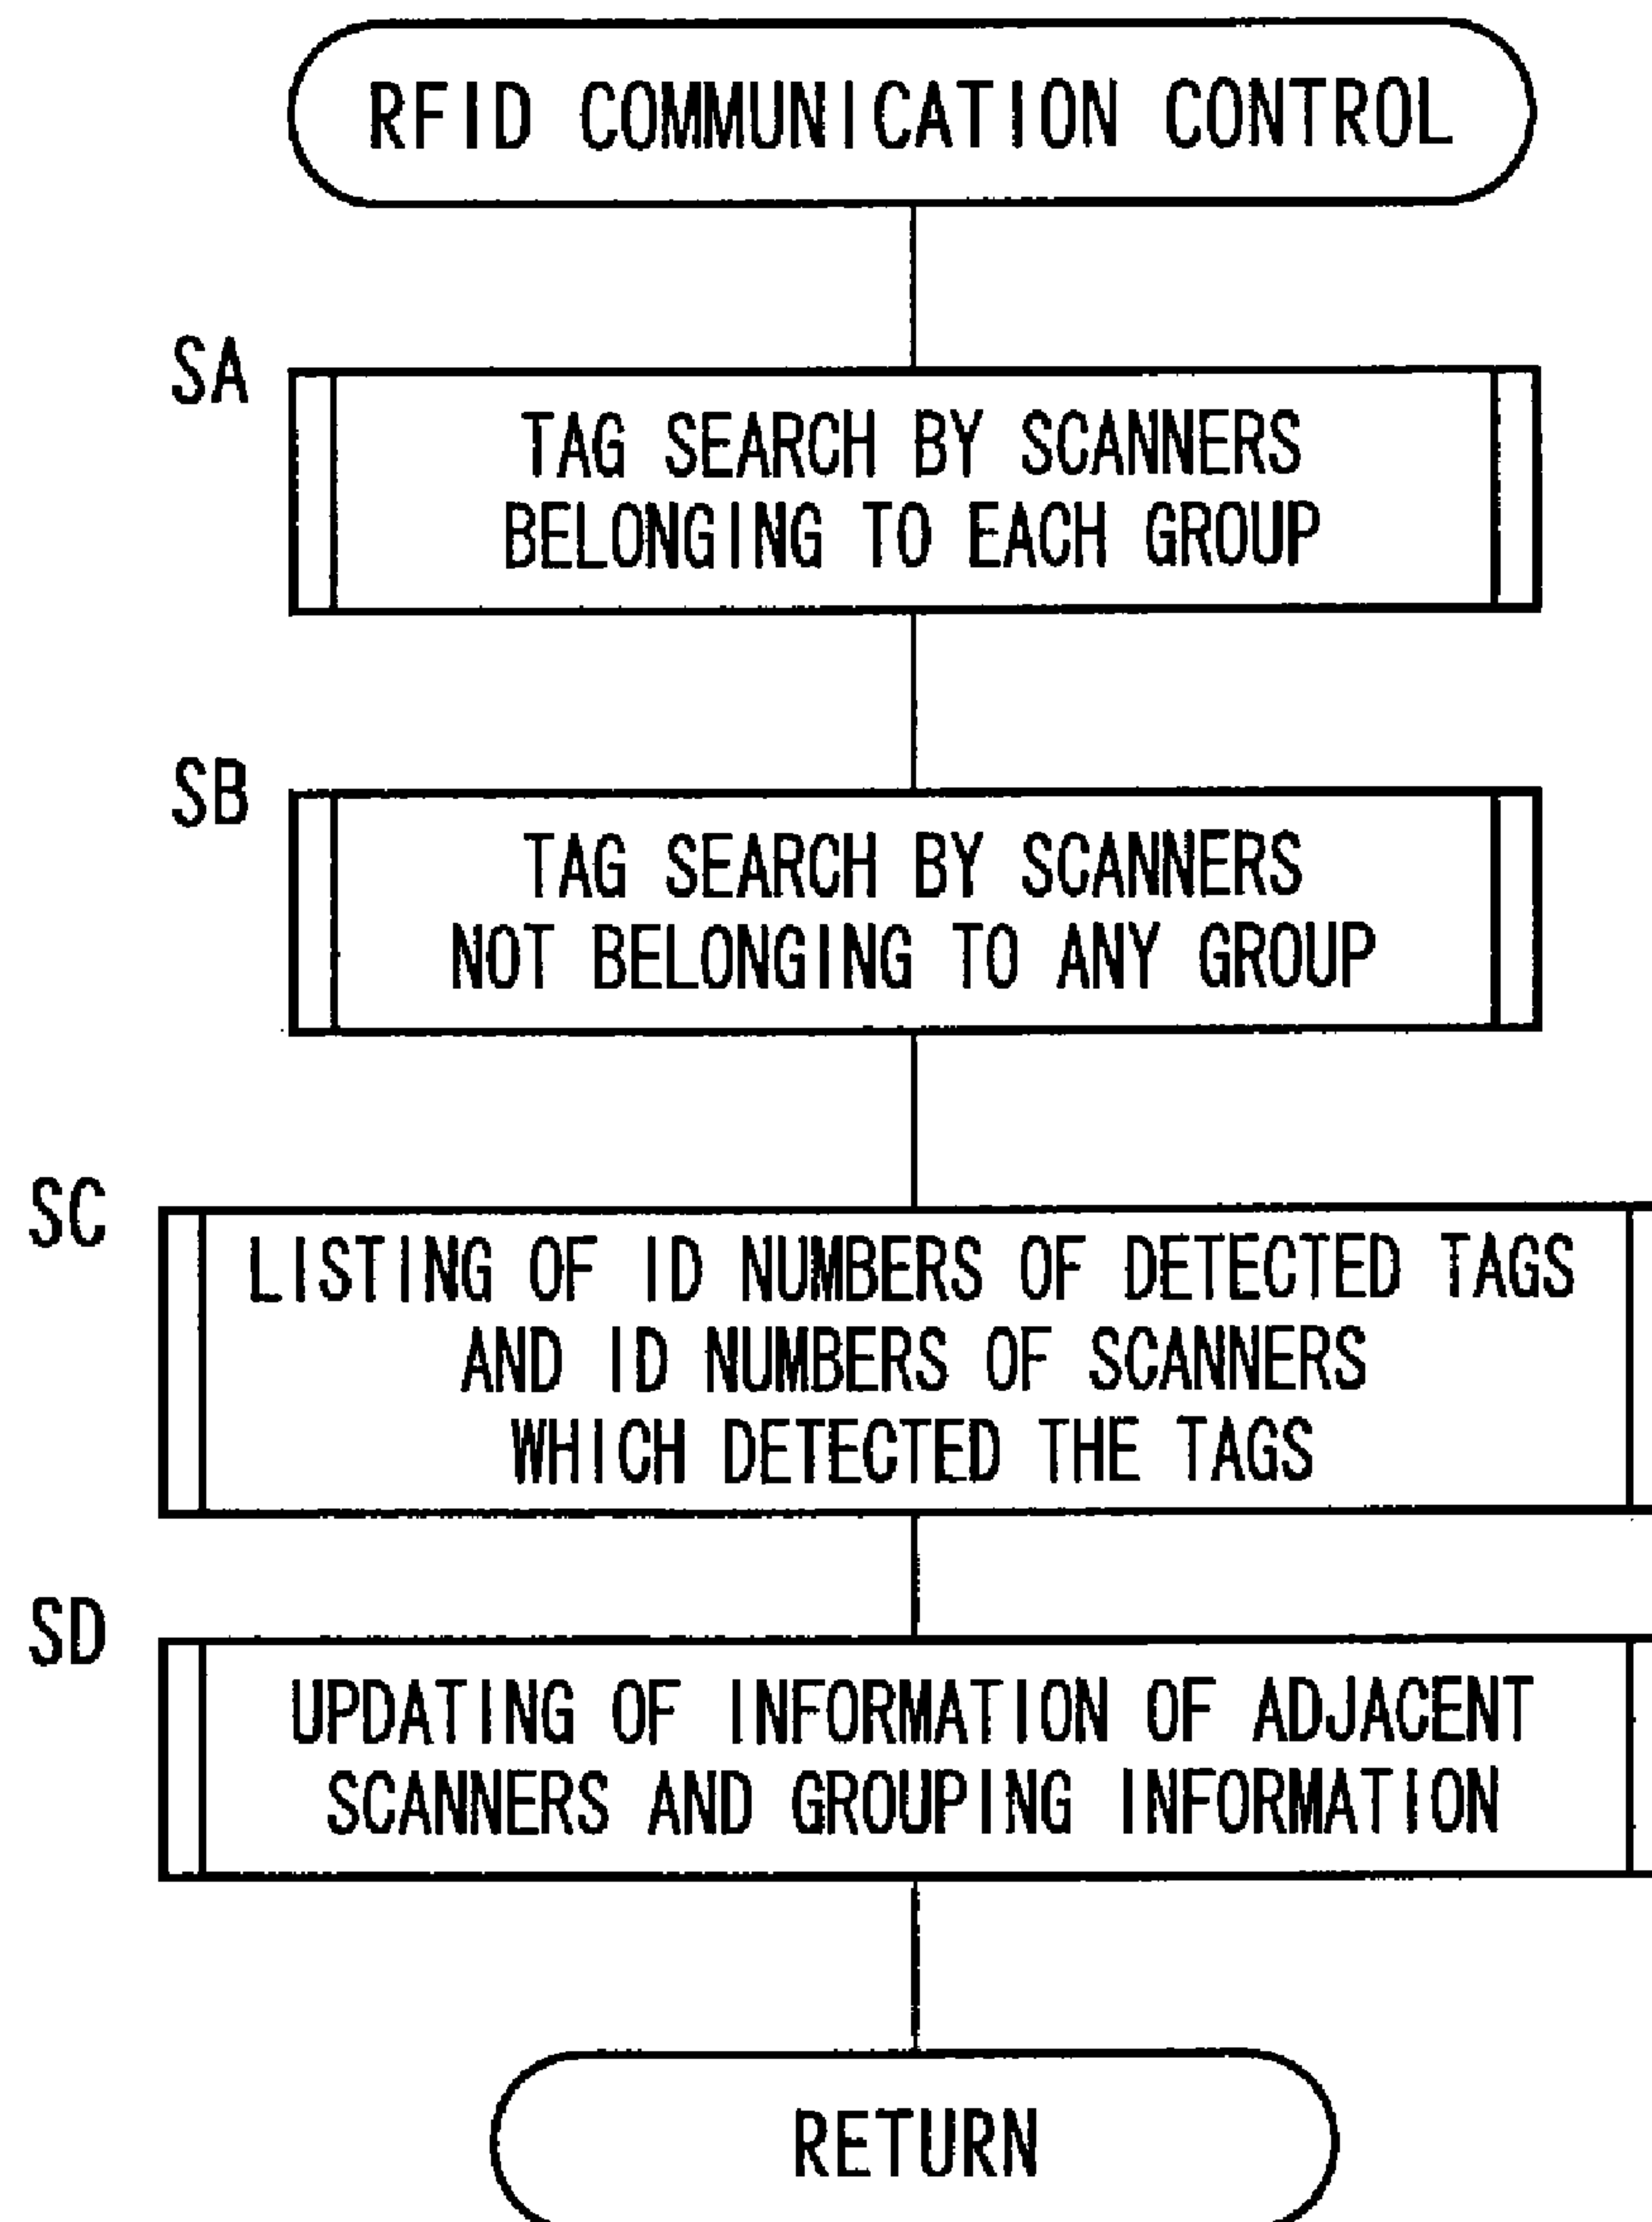 RFID COMMUNICATION CONTROL
SA
TAG SEARCH BY SCANNERS
BELONGING TO EACH GROUP
SB
TAG SEARCH BY SCANNERS
NOT BELONGING TO ANY GROUP
SC
LISTING OF ID NUMBERS OF DETECTED TAGS
AND ID NUMBERS OF SCANNERS
WHICH DETECTED THE TAGS
SD
UPDATING OF INFORMATION OF ADJACENT
SCANNERS AND GROUPING INFORMATION
RETURN